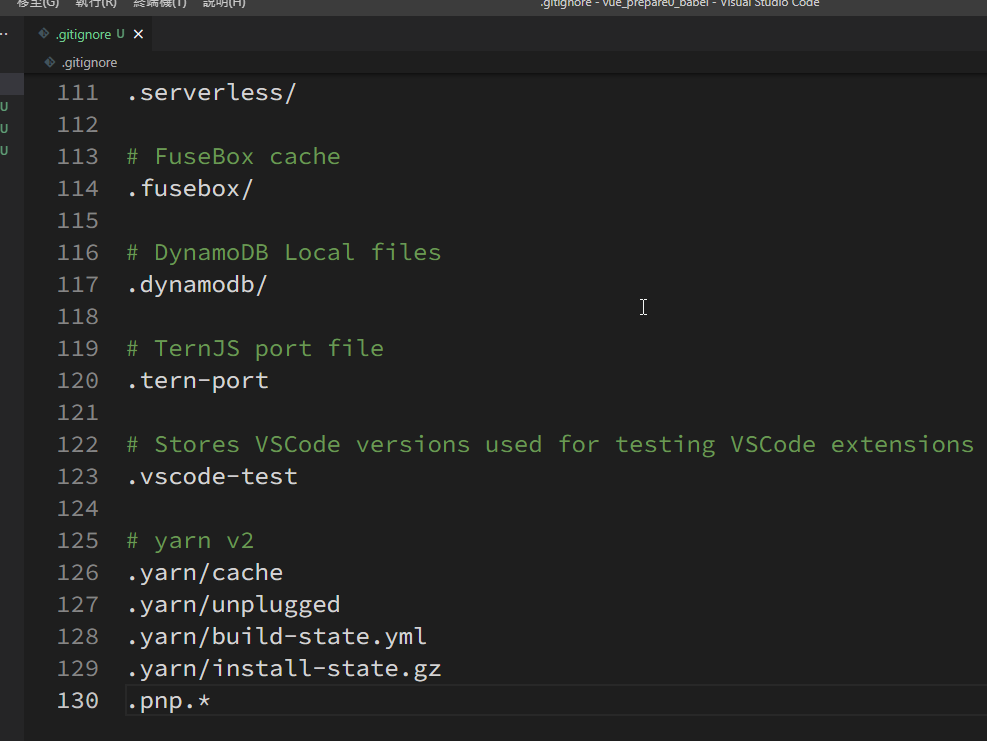 移至(G) 執行(R) 終端機(T) 說明(H) .gitignore - vue_prepare0_babel - Visual Studio Code
.gitignore U
.gitignore
U
U
U
111 .serverless/
112
113 # FuseBox cache
114 .fusebox/
115
116 # DynamoDB Local files
117 .dynamodb/
118
119 # TernJS port file
120 .tern-port
121
122 # Stores VSCode versions used for testing VSCode extensions
123 .vscode-test
124
125 # yarn v2
126 .yarn/cache
127 .yarn/unplugged
128 .yarn/build-state.yml
129 .yarn/install-state.gz
130 .pnp.*